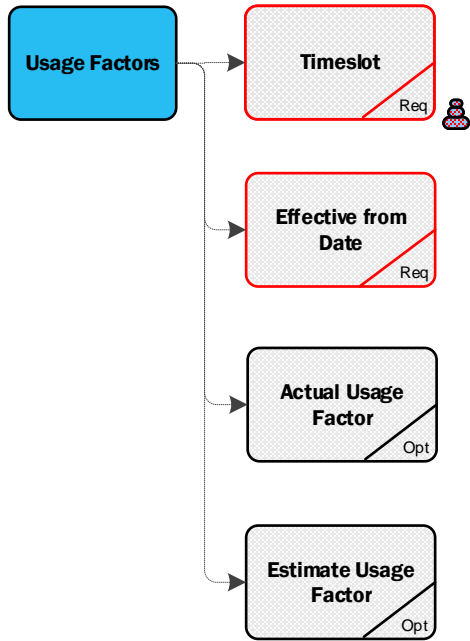 Usage Factors
Timeslot
Req
Effective from
Date
Req
Actual Usage
Factor
Opt
Estimate Usage
Factor
Opt